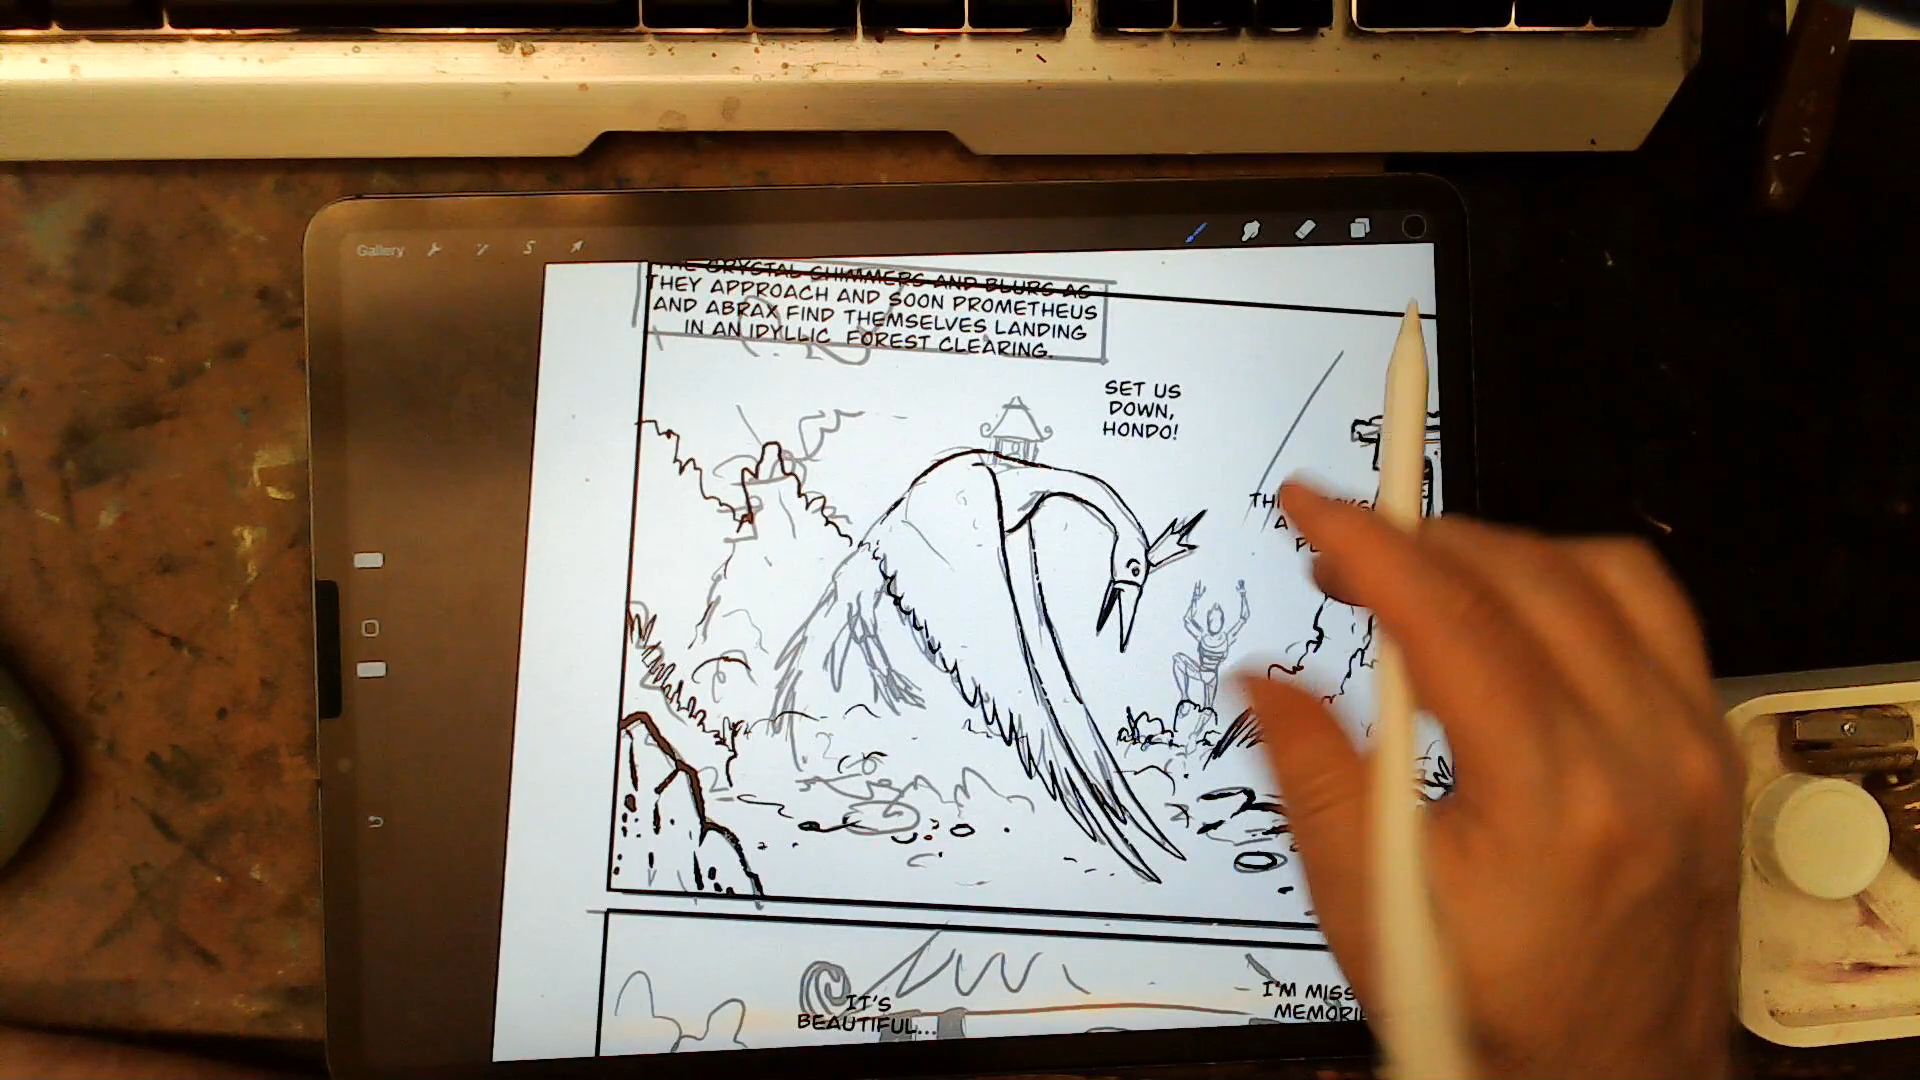 Gallery
THE CRYSTAL SHIMMERS AND BLURS AS
THEY APPROACH AND SOON PROMETHEUS
AND ABRAX FIND THEMSELVES LANDING
IN AN IDYLLIC FOREST CLEARING.
SET US
DOWN,
HONDO!
IT'S
BEAUTIFUL...
I'M